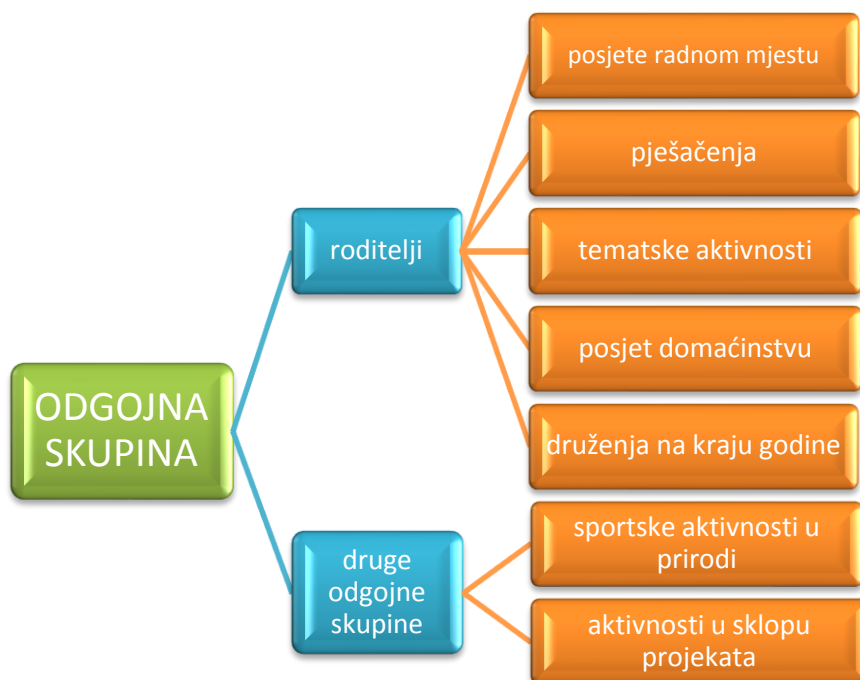 ODGOJNA
SKUPINA
roditelji
posjete radnom mjestu
pješačenja
tematske aktivnosti
posjet domaćinstvu
druženja na kraju godine
druge
odgojne
skupine
sportske aktivnosti u
prirodi
aktivnosti u sklopu
projekata